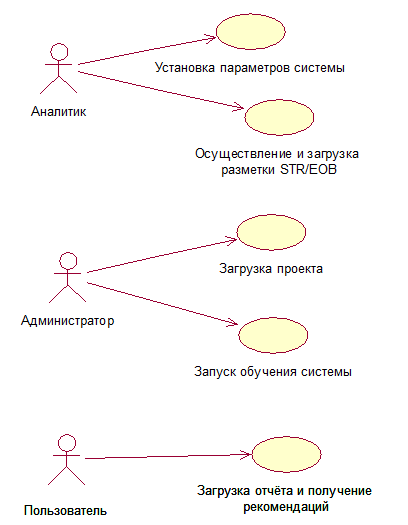 Установка параметров системы
Аналитик
Осуществление и загрузка
разметки STR/EOB
Загрузка проекта
Администратор
Запуск обучения системы
Загрузка отчёта и получение
рекомендаций
Пользователь